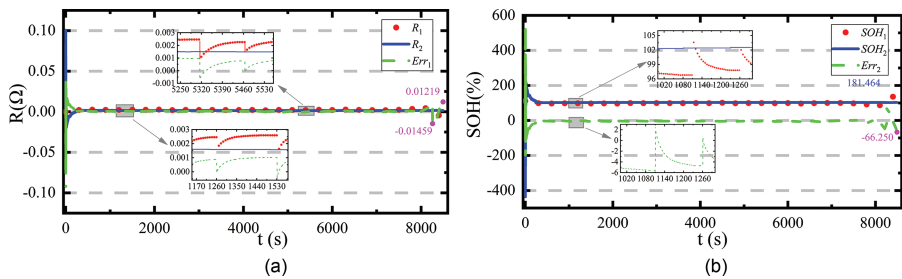 R(Ω)
0.10
0.05
0.00
-0.05
-0.10
0 2000 4000 6000 8000
t (s)
R1
R2
Err1
0.003
0.002
0.001
0.000
-0.001
5250 5320 5390 5460 5530
0.003
0.001
0.000
1170 1260 1350 1440 1530
0.01219
-0.01459
(a)
SOH(%)
600
400
200
0
-200
-400
0 2000 4000 6000 8000
t (s)
SOH1
SOH2
Err2
105
102
99
96
1020 1080 1140 1200 1260
2
0
-2
-4
-6
1020 1080 1140 1200 1260
181.464
-66.250
(b)